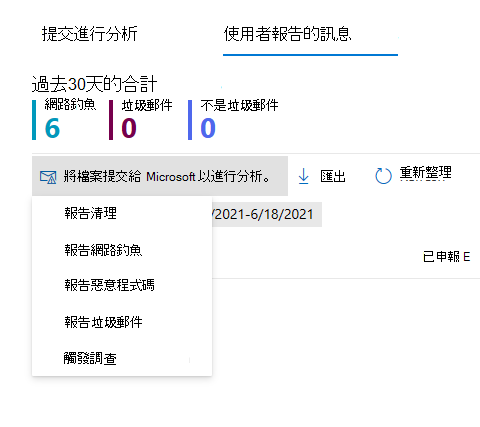 提交進行分析 使用者報告的訊息
過去30天的合計
網路釣魚 垃圾郵件 不是垃圾郵件
6 0 0
將檔案提交給 Microsoft 以進行分析。 匯出 重新整理
報告清理 /2021-6/18/2021
報告網路釣魚
已申報 E
報告惡意程式碼
報告垃圾郵件
觸發調查